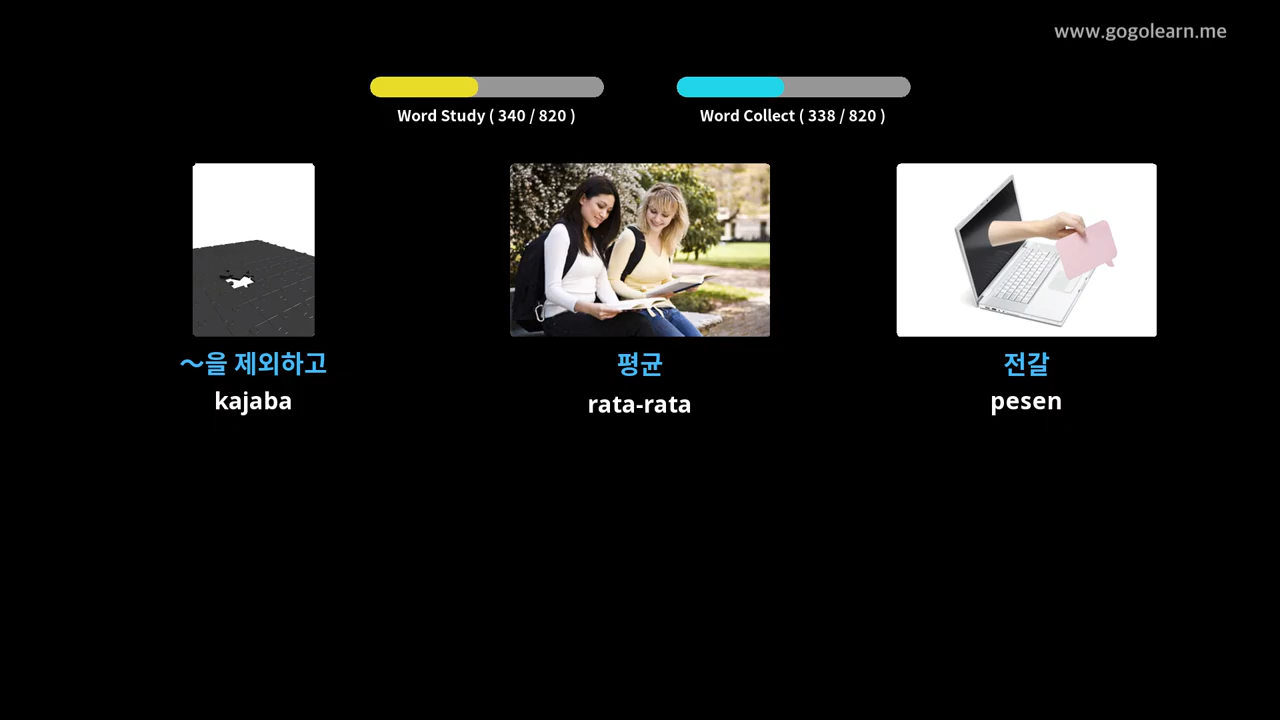 www.gogolearn.me
Word Study ( 340 / 820 )
Word Collect ( 338 / 820 )
～을 제외하고
kajaba
평균
rata-rata
전갈
pesen